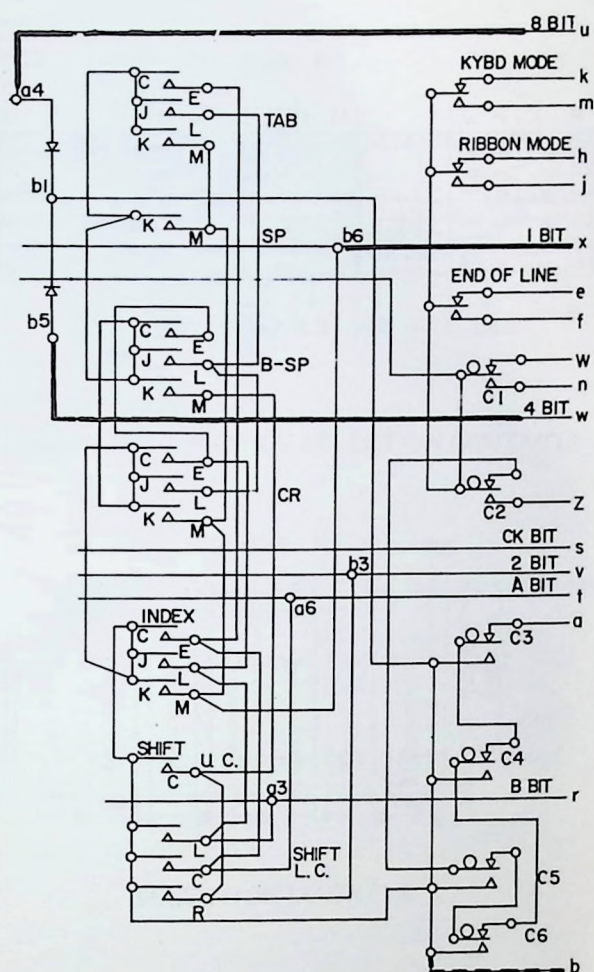 8 BIT u
a4
KYBD MODE
k
m
C E TAB
J L
K M
RIBBON MODE
h
j
b1
K M
SP b6 1 BIT x
END OF LINE
e
f
b5
C E
J L B-SP
K M
W
C1 n
4 BIT w
C E
J L CR
K M
C2 Z
CK BIT s
b3 2 BIT v
a6 A BIT t
INDEX
C E
J L
K M
C3 a
SHIFT U.C.
C
C4
a3 B BIT r
L SHIFT
C L.C.
R
C5
C6
b